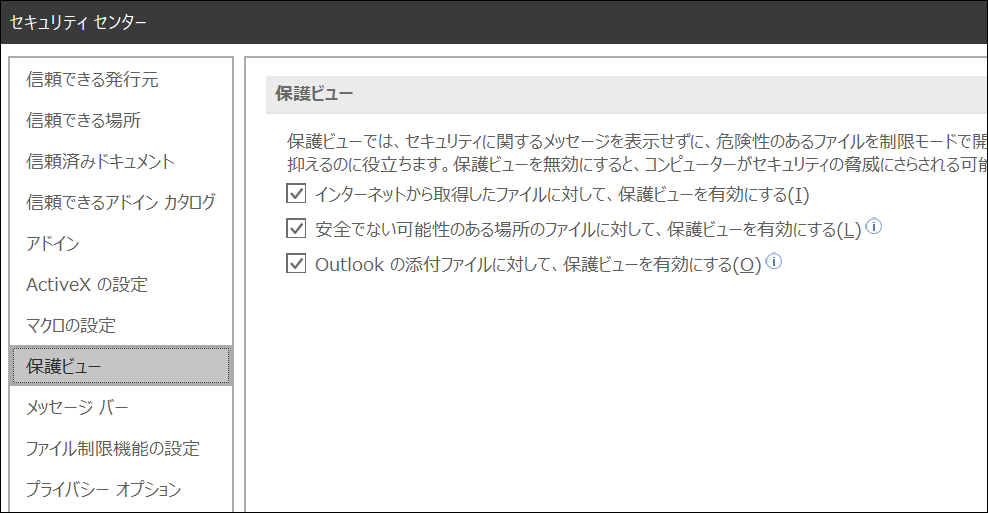 セキュリティ センター
信頼できる発行元
信頼できる場所
信頼済みドキュメント
信頼できるアドイン カタログ
アドイン
ActiveX の設定
マクロの設定
保護ビュー
メッセージ バー
ファイル制限機能の設定
プライバシー オプション
保護ビュー
保護ビューでは、セキュリティに関するメッセージを表示せずに、危険性のあるファイルを制限モードで開
抑えるのに役立ちます。保護ビューを無効にすると、コンピューターがセキュリティの脅威にさらされる可能
インターネットから取得したファイルに対して、保護ビューを有効にする(I)
安全でない可能性のある場所のファイルに対して、保護ビューを有効にする(L)
Outlook の添付ファイルに対して、保護ビューを有効にする(O)